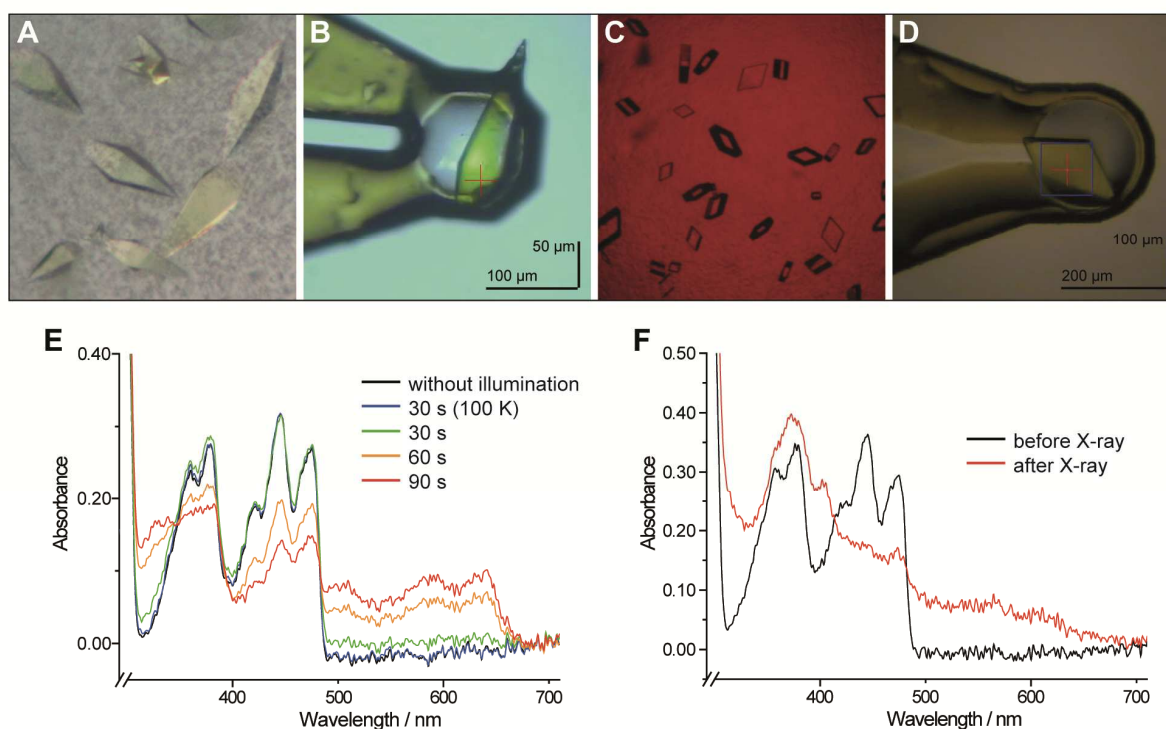 A
B
50 µm
100 µm
C
D
100 µm
200 µm
E
0.40
0.20
0.00
Absorbance
400
500
600
700
Wavelength / nm
without illumination
30 s (100 K)
30 s
60 s
90 s
F
0.50
0.40
0.30
0.20
0.10
0.00
Absorbance
400
500
600
700
Wavelength / nm
before X-ray
after X-ray